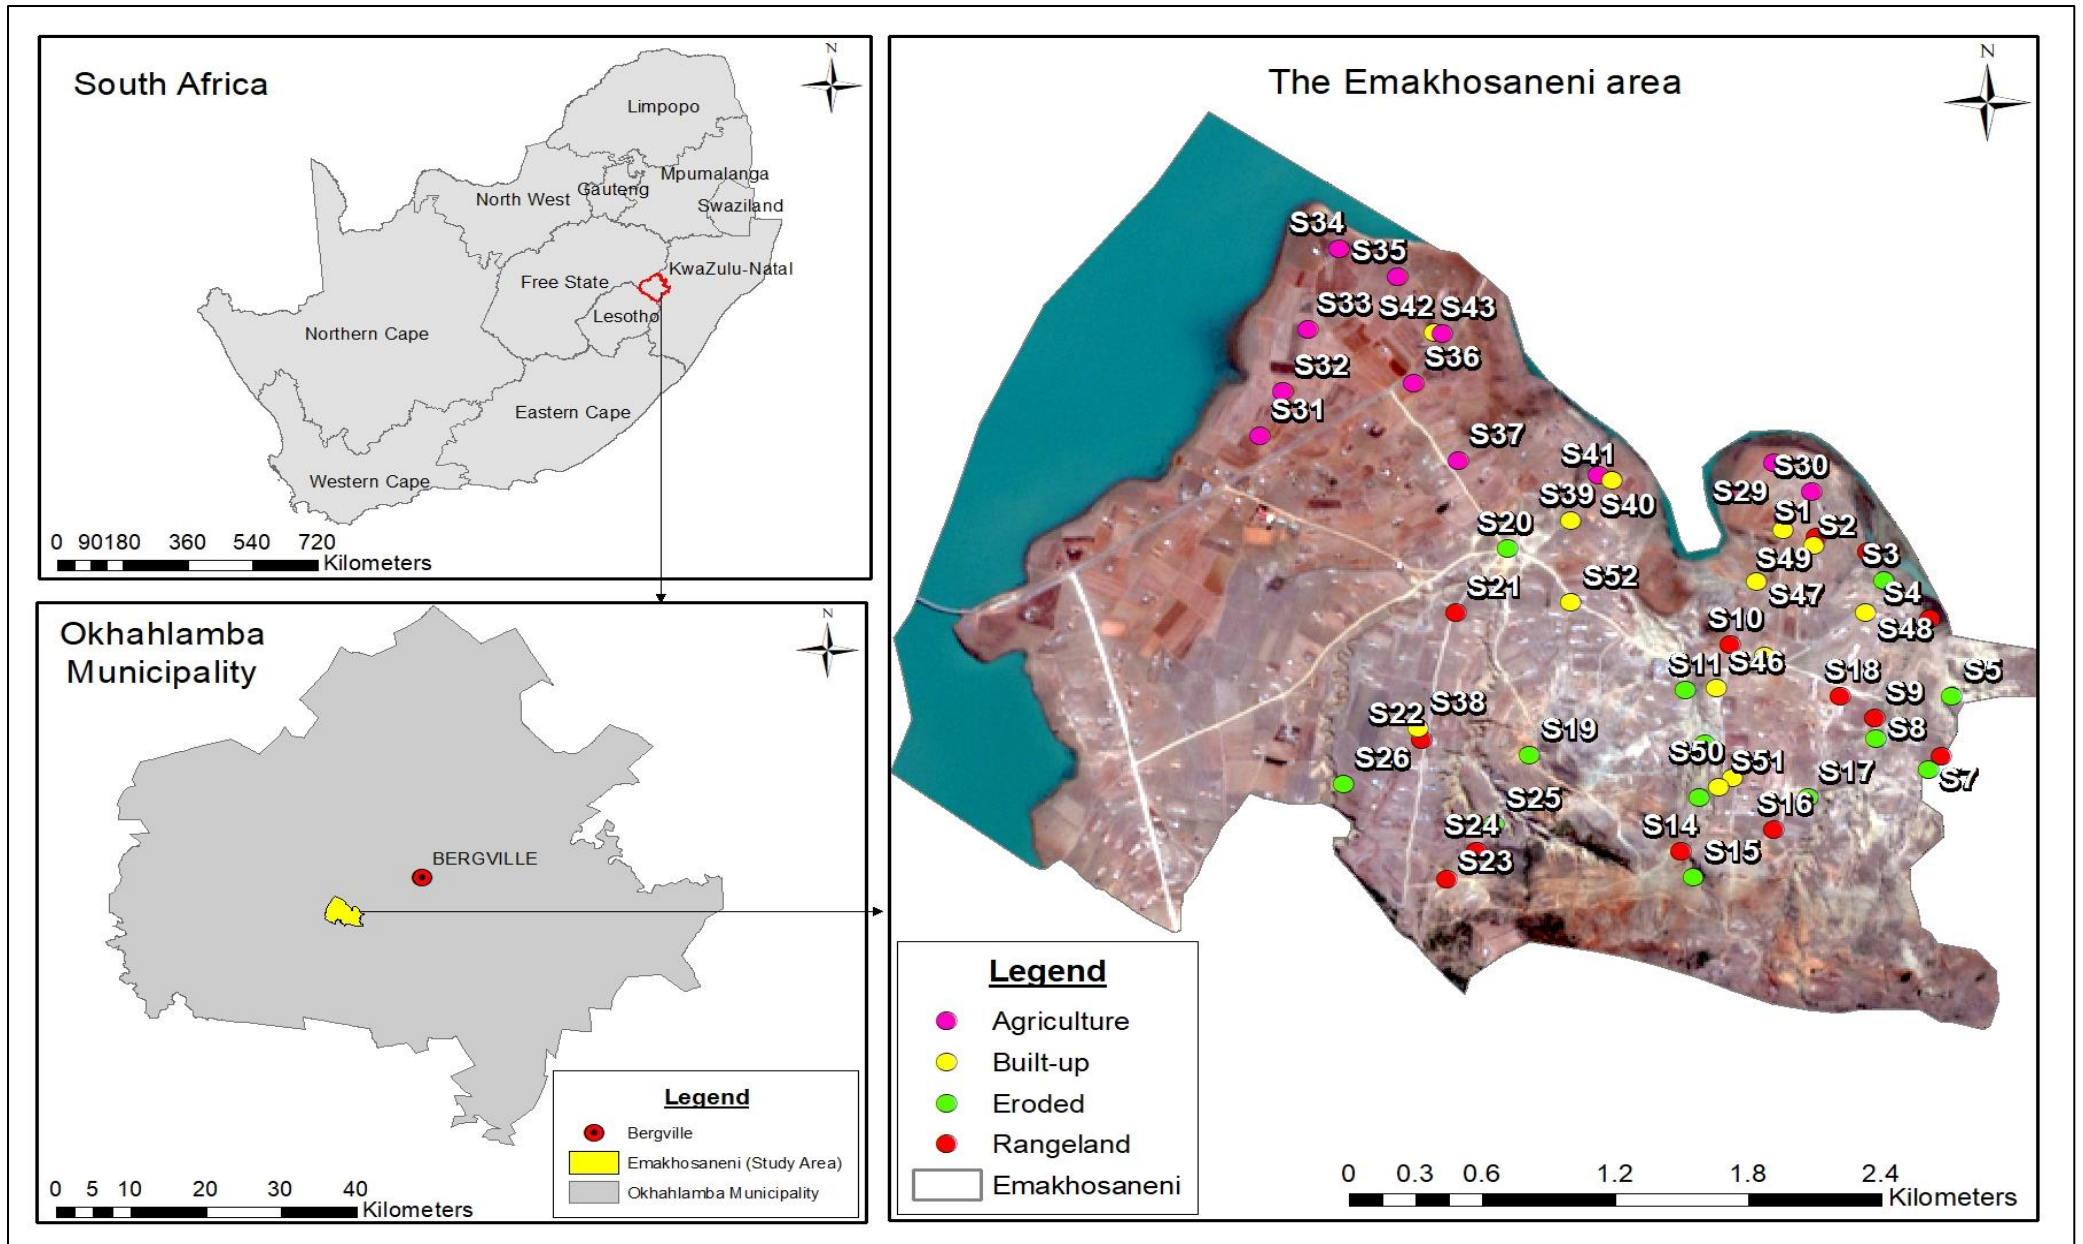 South Africa
N
Limpopo
Mpumalanga
Gauteng
North West
Swaziland
KwaZulu-Natal
Free State
Lesotho
Northern Cape
Eastern Cape
Western Cape
0 90180 360 540 720
Kilometers
Okhahlamba
Municipality
N
BERGVILLE
Legend
Bergville
Emakhosaneni (Study Area)
Okhahlamba Municipality
0 5 10 20 30 40
Kilometers
The Emakhosaneni area
N
S34
S35
S33 S42 S43
S36
S32
S31
S37
S41
S30
S29
S39 S40
S1
S20
S2
S49 S3
S52
S21
S47 S4
S10
S48
S11 S46
S18 S5
S9
S38
S22
S19
S8
S50 S51
S26
S17 S7
S25
S16
S24
S14
S23
S15
Legend
Agriculture
Built-up
Eroded
Rangeland
Emakhosaneni
0 0.3 0.6 1.2 1.8 2.4
Kilometers